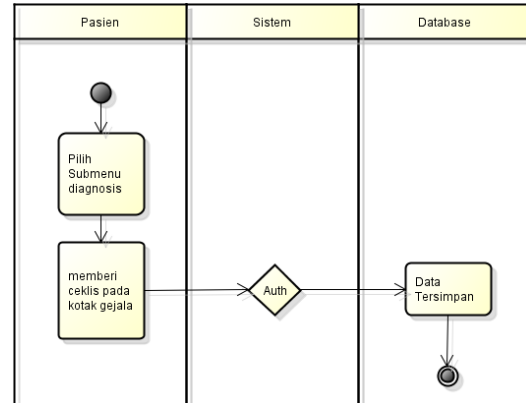 Pasien
Sistem
Database
Pilih
Submenu
diagnosis
memberi
ceklis pada
kotak gejala
Auth
Data
Tersimpan